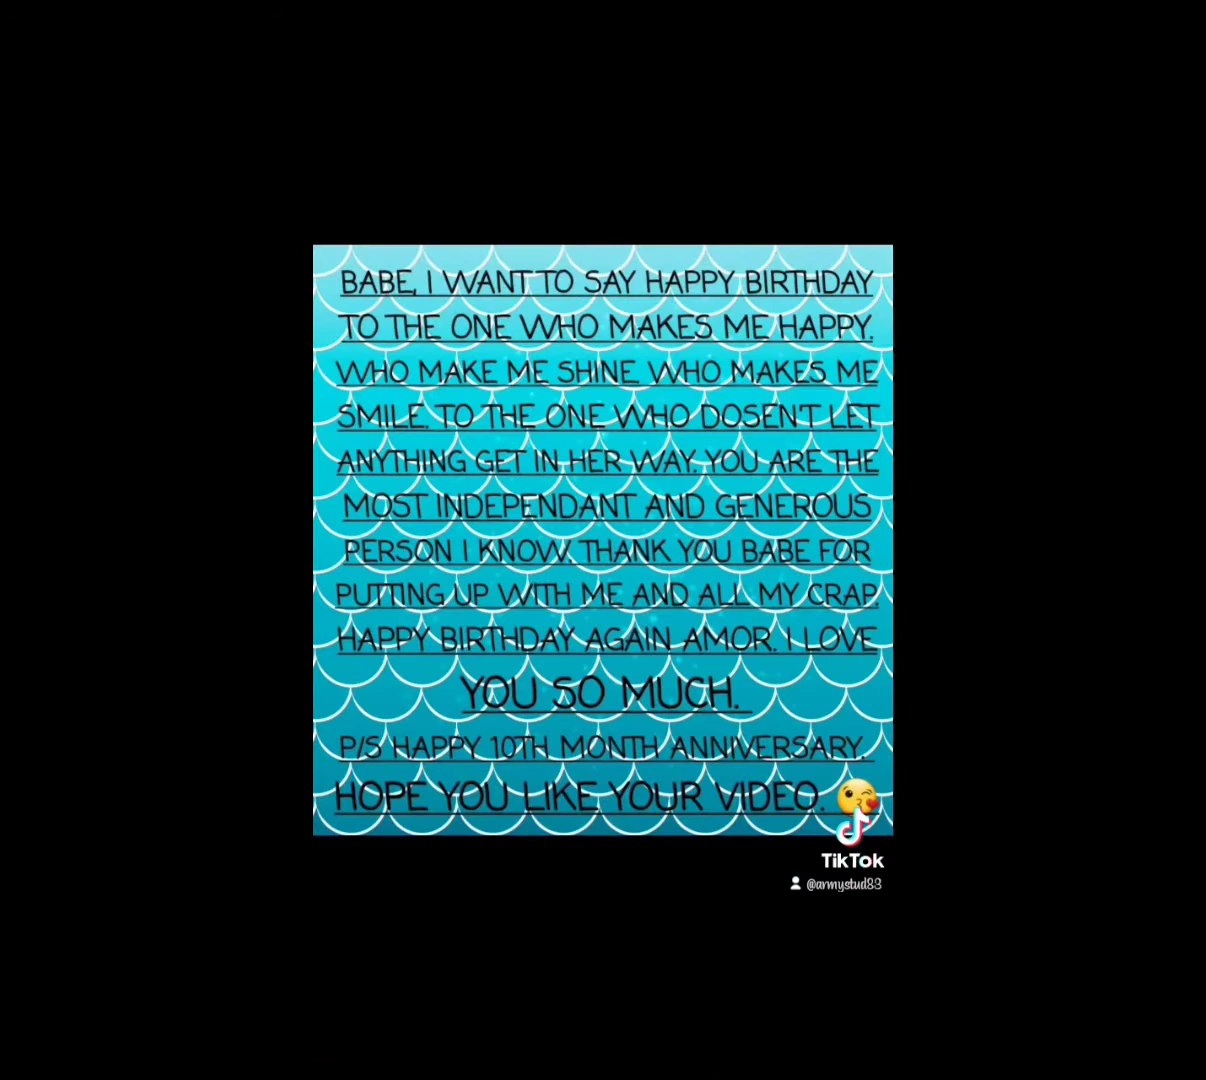 BABE, I WANT TO SAY HAPPY BIRTHDAY
TO THE ONE WHO MAKES ME HAPPY.
WHO MAKE ME SHINE. WHO MAKES ME
SMILE. TO THE ONE WHO DOSEN'T LET
ANYTHING GET IN HER WAY. YOU ARE THE
MOST INDEPENDANT AND GENEROUS
PERSON I KNOW. THANK YOU BABE FOR
PUTTING UP WITH ME AND ALL MY CRAP.
HAPPY BIRTHDAY AGAIN AMOR. I LOVE
YOU SO MUCH.
P/S HAPPY 10TH MONTH ANNIVERSARY.
HOPE YOU LIKE YOUR VIDEO. 😘
TikTok
@armystud83